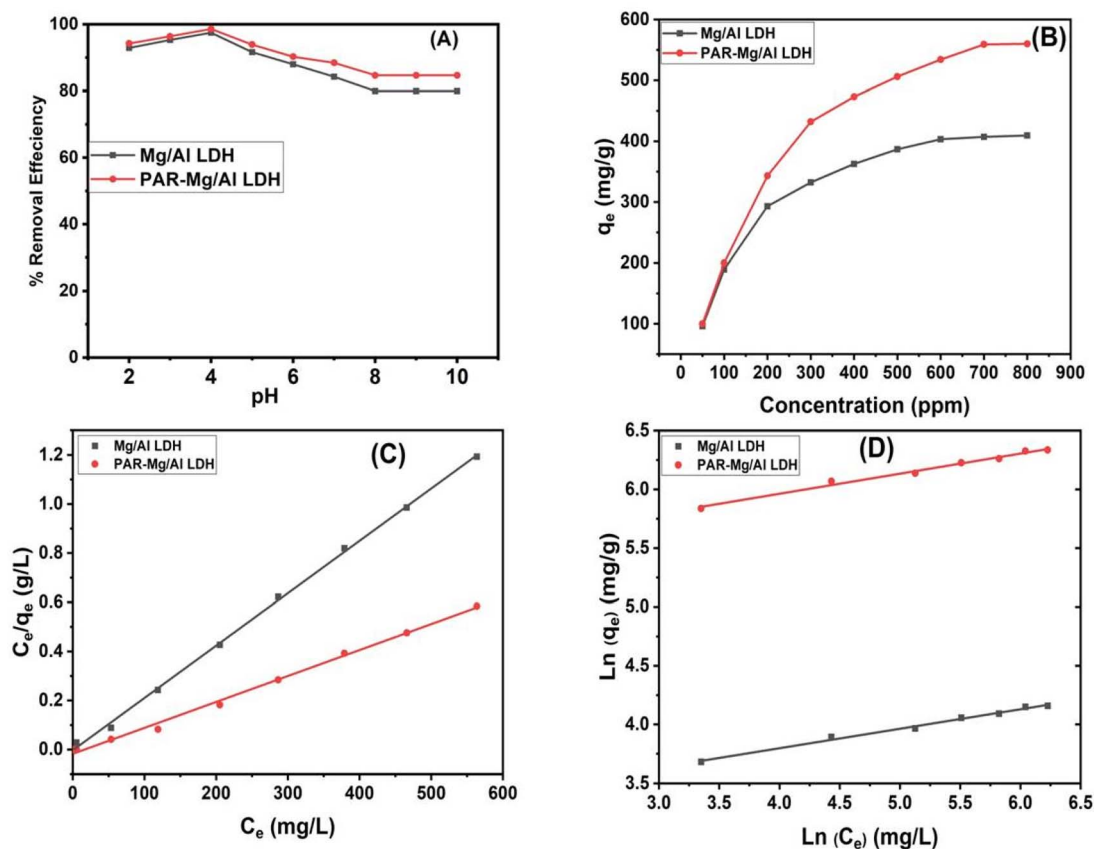 (A)
Mg/Al LDH
PAR-Mg/Al LDH
% Removal Effeciency
100
80
60
40
20
0
2 4 6 8 10
pH
(B)
Mg/Al LDH
PAR-Mg/Al LDH
qe (mg/g)
600
500
400
300
200
100
0 100 200 300 400 500 600 700 800 900
Concentration (ppm)
(C)
Mg/Al LDH
PAR-Mg/Al LDH
Ce/qe (g/L)
1.2
1.0
0.8
0.6
0.4
0.2
0.0
0 100 200 300 400 500 600
Ce (mg/L)
(D)
Mg/Al LDH
PAR-Mg/Al LDH
Ln (qe) (mg/g)
6.5
6.0
5.5
5.0
4.5
4.0
3.5
3.0 3.5 4.0 4.5 5.0 5.5 6.0 6.5
Ln (Ce) (mg/L)